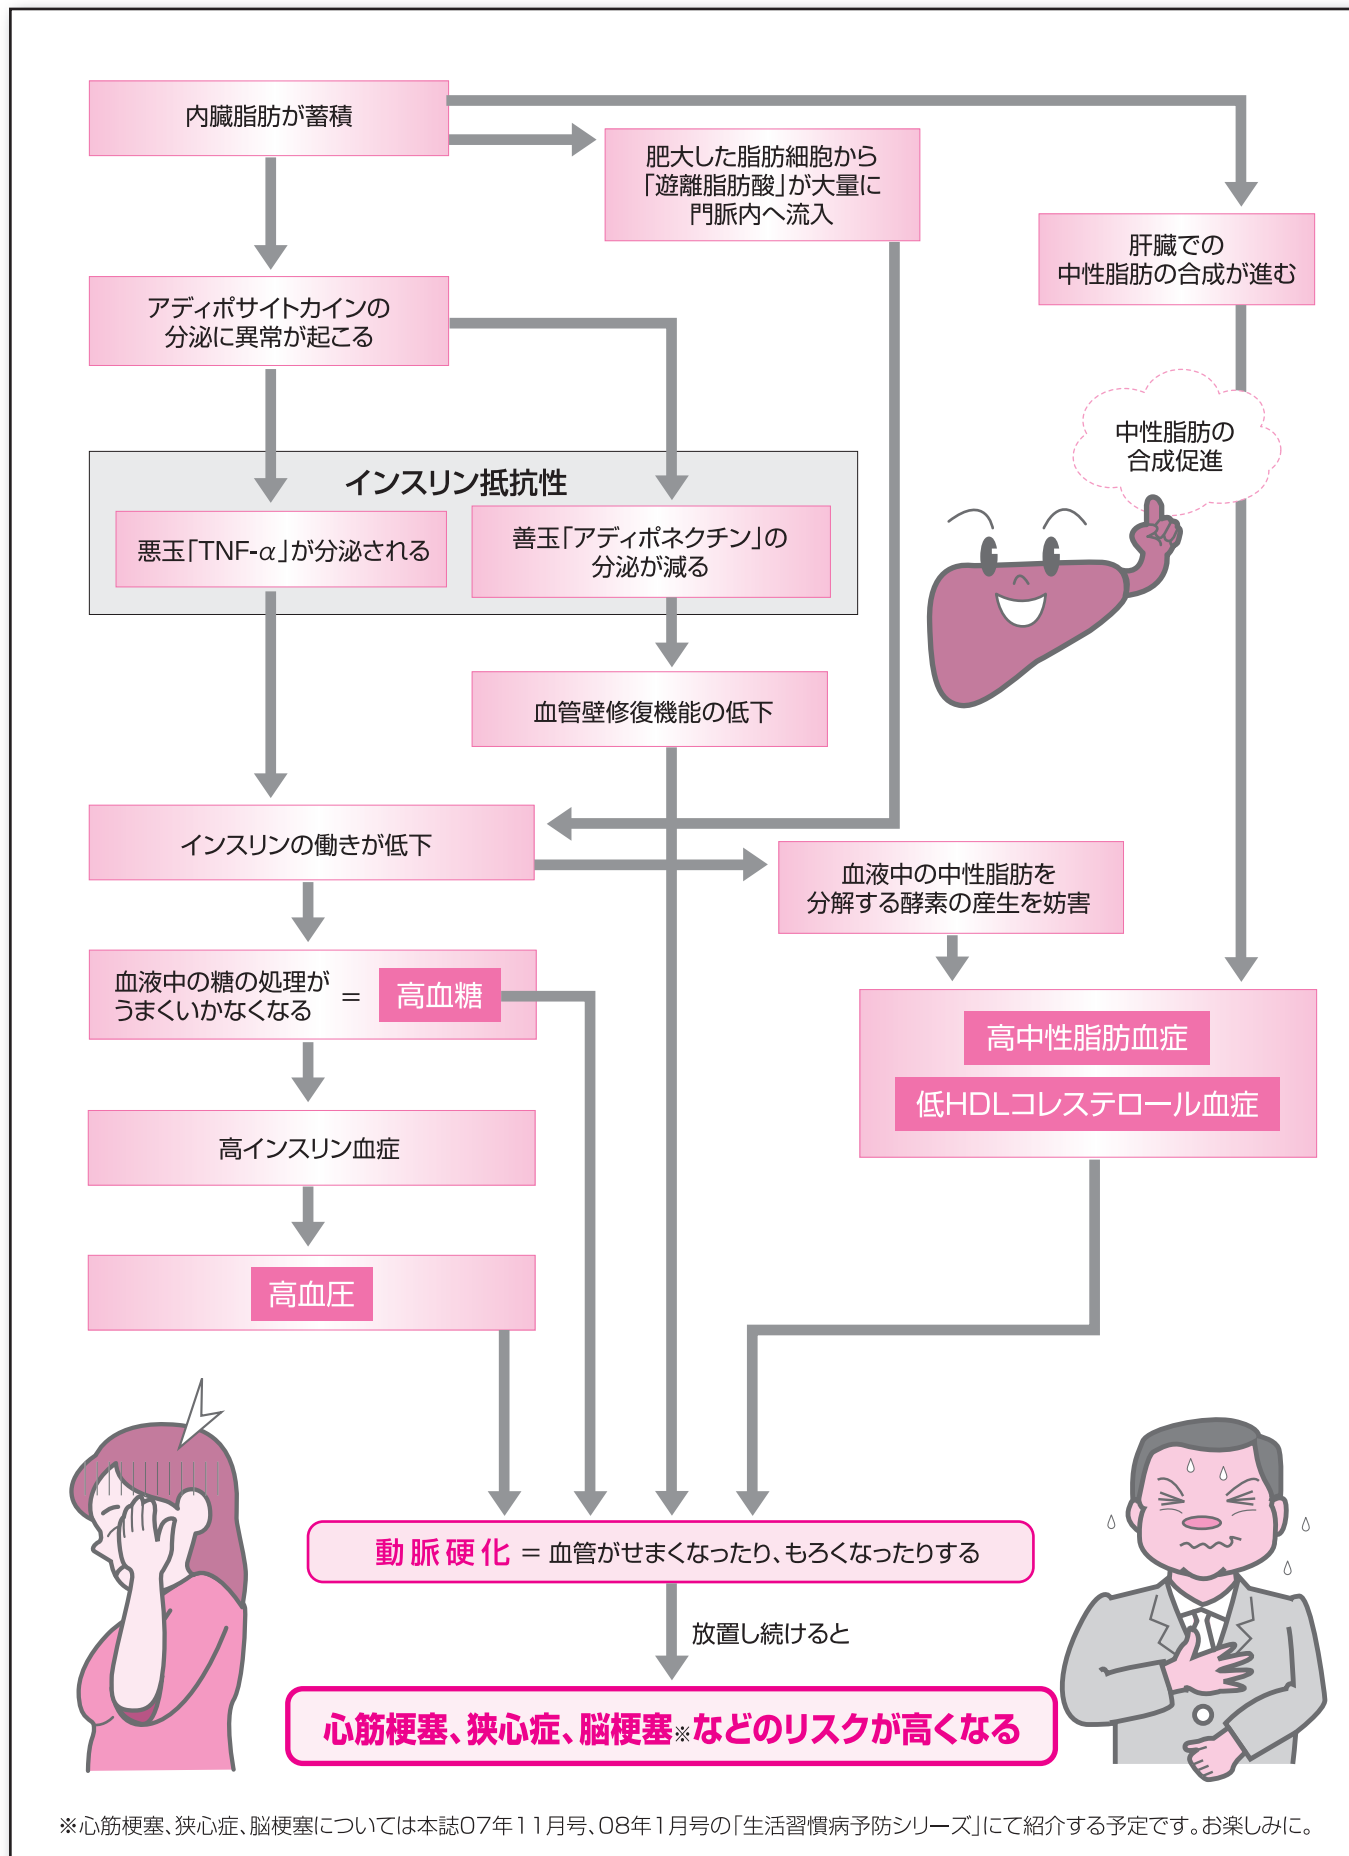 内臓脂肪が蓄積
肥大した脂肪細胞から
「遊離脂肪酸」が大量に
門脈内へ流入
肝臓での
中性脂肪の合成が進む
アディポサイトカインの
分泌に異常が起こる
中性脂肪の
合成促進
インスリン抵抗性
悪玉「TNF-α」が分泌される
善玉「アディポネクチン」の
分泌が減る
血管壁修復機能の低下
インスリンの働きが低下
血液中の中性脂肪を
分解する酵素の産生を妨害
血液中の糖の処理が
うまくいかなくなる
= 高血糖
高中性脂肪血症
低HDLコレステロール血症
高インスリン血症
高血圧
動脈硬化 = 血管がせまくなったり、もろくなったりする
放置し続けると
心筋梗塞、狭心症、脳梗塞※などのリスクが高くなる
※心筋梗塞、狭心症、脳梗塞については本誌07年11月号、08年1月号の「生活習慣病予防シリーズ」にて紹介する予定です。お楽しみに。